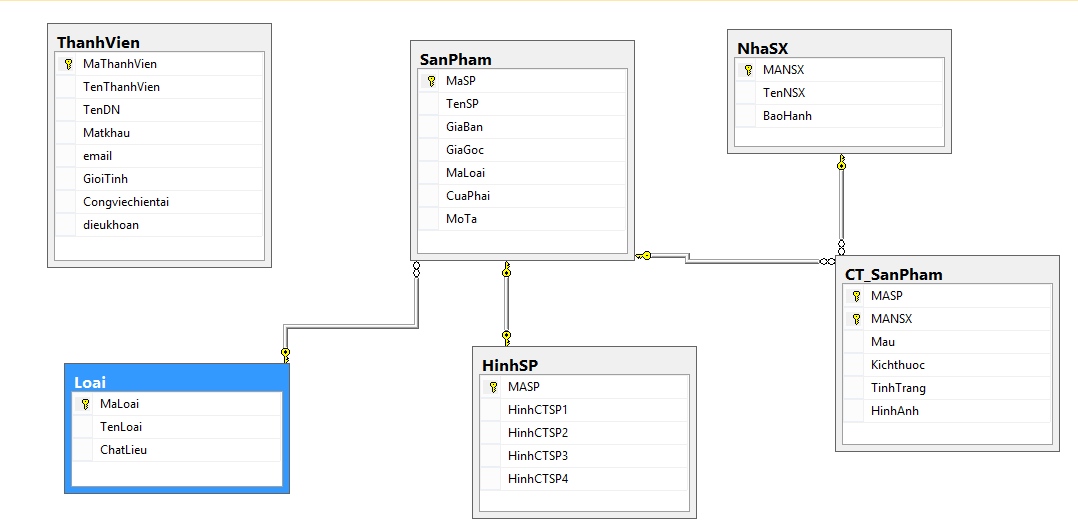 ThanhVien
MaThanhVien
TenThanhVien
TenDN
Matkhau
email
GioiTinh
Congviechientai
dieukhoan
SanPham
MaSP
TenSP
GiaBan
GiaGoc
MaLoai
CuaPhai
MoTa
NhaSX
MANSX
TenNSX
BaoHanh
Loai
MaLoai
TenLoai
ChatLieu
HinhSP
MASP
HinhCTSP1
HinhCTSP2
HinhCTSP3
HinhCTSP4
CT_SanPham
MASP
MANSX
Mau
Kichthuoc
TinhTrang
HinhAnh